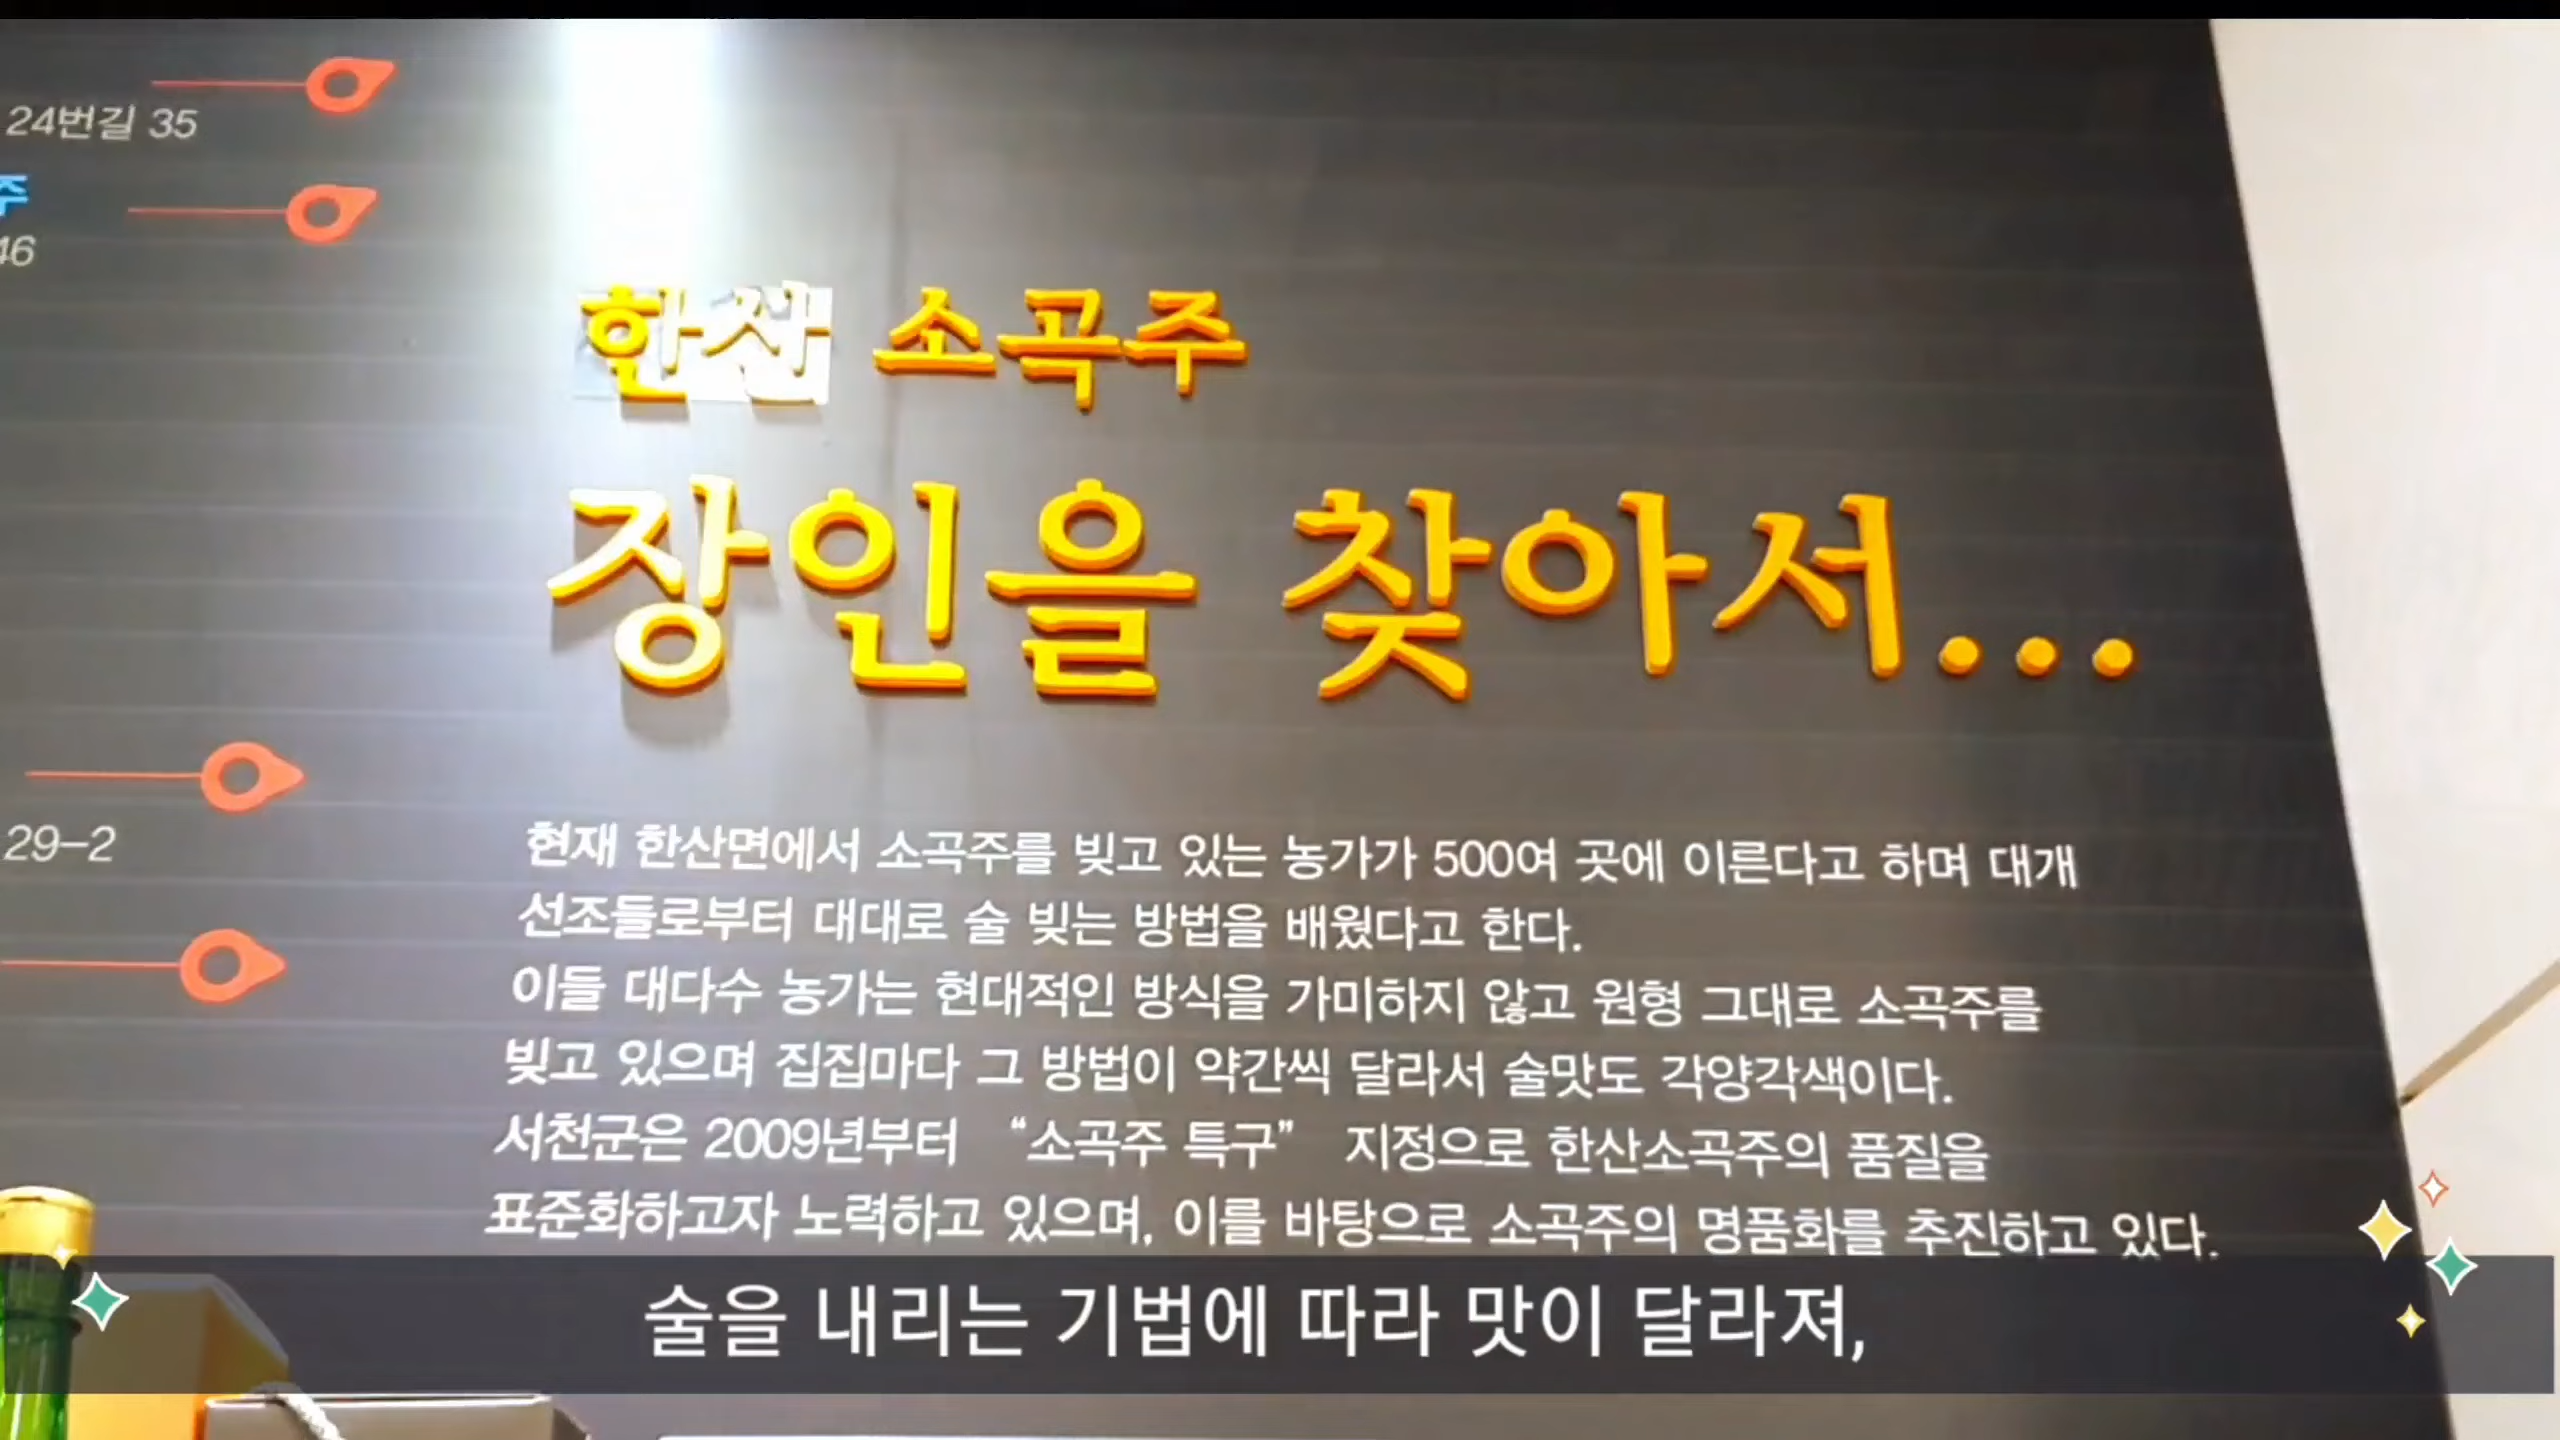 24번길 35
주
46
한산 소곡주
장인을 찾아서...
29-2
현재 한산면에서 소곡주를 빚고 있는 농가가 500여 곳에 이른다고 하며 대개
선조들로부터 대대로 술 빚는 방법을 배웠다고 한다.
이들 대다수 농가는 현대적인 방식을 가미하지 않고 원형 그대로 소곡주를
빚고 있으며 집집마다 그 방법이 약간씩 달라서 술맛도 각양각색이다.
서천군은 2009년부터 “소곡주 특구” 지정으로 한산소곡주의 품질을
표준화하고자 노력하고 있으며, 이를 바탕으로 소곡주의 명품화를 추진하고 있다.
술을 내리는 기법에 따라 맛이 달라져,